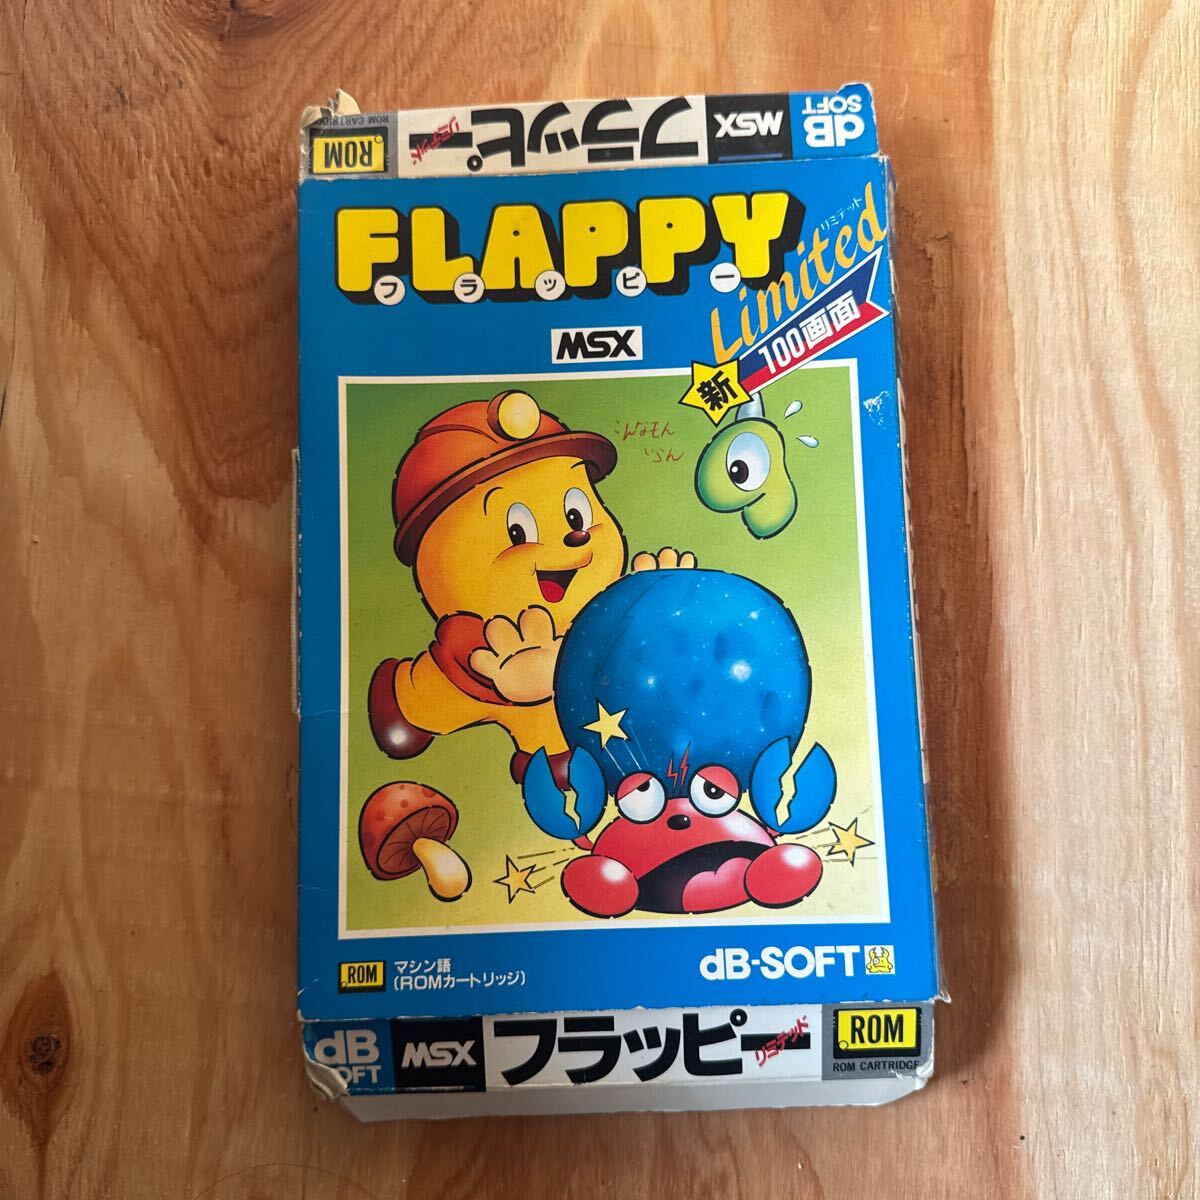 ROM CARTRIDGE
ROM
フラッピー
リミテッド
MSX
dB
SOFT
FLAPPY
フラッピー
Limited
リミテット
新
100画面
MSX
こんなもん
いらん
ROM
マシン語
(ROMカートリッジ)
dB-SOFT
dB
SOFT
MSX
フラッピー
リミテッド
ROM
ROM CARTRIDGE